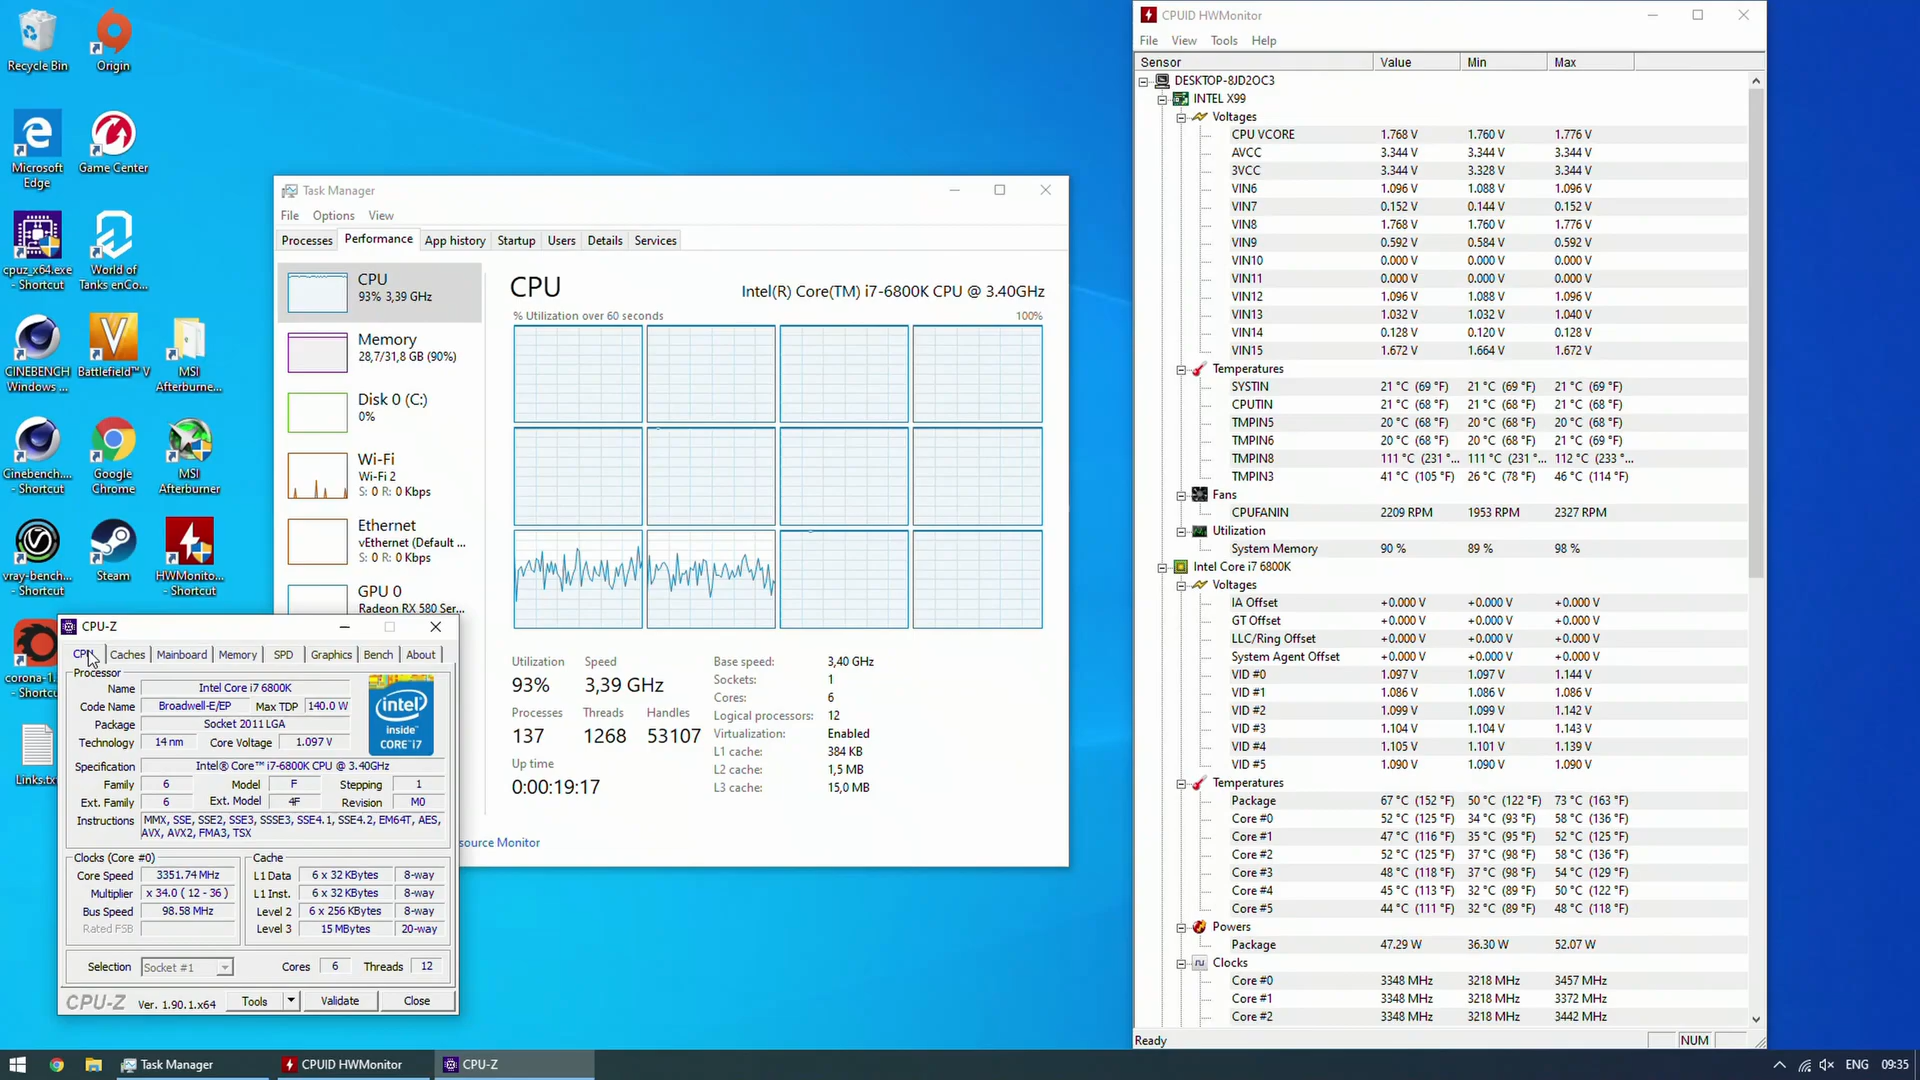 Recycle Bin
Origin
Microsoft Edge
Game Center
cpuz_x64.exe - Shortcut
World of Tanks enCo...
CINEBENCH Windows ...
Battlefield™ V
MSI Afterburne...
Cinebench.... - Shortcut
Google Chrome
MSI Afterburner
vray-bench... - Shortcut
Steam
HWMonito... - Shortcut
corona-1.
- Shortcu
Links.tx
Task Manager
File Options View
Processes Performance App history Startup Users Details Services
CPU
93% 3,39 GHz
Memory
28,7/31,8 GB (90%)
Disk 0 (C:)
0%
Wi-Fi
Wi-Fi 2
S: 0 R: 0 Kbps
Ethernet
vEthernet (Default ...
S: 0 R: 0 Kbps
GPU 0
Radeon RX 580 Ser...
CPU
Intel(R) Core(TM) i7-6800K CPU @ 3.40GHz
% Utilization over 60 seconds 100%
Utilization Speed
93% 3,39 GHz
Processes Threads Handles
137 1268 53107
Up time
0:00:19:17
Base speed: 3,40 GHz
Sockets: 1
Cores: 6
Logical processors: 12
Virtualization: Enabled
L1 cache: 384 KB
L2 cache: 1,5 MB
L3 cache: 15,0 MB
source Monitor
CPU-Z
CPU Caches Mainboard Memory SPD Graphics Bench About
Processor
Name Intel Core i7 6800K
Code Name Broadwell-E/EP Max TDP 140.0 W
Package Socket 2011 LGA
Technology 14 nm Core Voltage 1.097 V
intel inside™ CORE™ i7
Specification Intel® Core™ i7-6800K CPU @ 3.40GHz
Family 6 Model F Stepping 1
Ext. Family 6 Ext. Model 4F Revision M0
Instructions MMX, SSE, SSE2, SSE3, SSSE3, SSE4.1, SSE4.2, EM64T, AES,
AVX, AVX2, FMA3, TSX
Clocks (Core #0)
Core Speed 3351.74 MHz
Multiplier x 34.0 ( 12 - 36 )
Bus Speed 98.58 MHz
Rated FSB
Cache
L1 Data 6 x 32 KBytes 8-way
L1 Inst. 6 x 32 KBytes 8-way
Level 2 6 x 256 KBytes 8-way
Level 3 15 MBytes 20-way
Selection Socket #1 Cores 6 Threads 12
CPU-Z Ver. 1.90.1.x64 Tools Validate Close
CPUID HWMonitor
File View Tools Help
Sensor Value Min Max
DESKTOP-8JD2OC3
INTEL X99
Voltages
CPU VCORE 1.768 V 1.760 V 1.776 V
AVCC 3.344 V 3.344 V 3.344 V
3VCC 3.344 V 3.328 V 3.344 V
VIN6 1.096 V 1.088 V 1.096 V
VIN7 0.152 V 0.144 V 0.152 V
VIN8 1.768 V 1.760 V 1.776 V
VIN9 0.592 V 0.584 V 0.592 V
VIN10 0.000 V 0.000 V 0.000 V
VIN11 0.000 V 0.000 V 0.000 V
VIN12 1.096 V 1.088 V 1.096 V
VIN13 1.032 V 1.032 V 1.040 V
VIN14 0.128 V 0.120 V 0.128 V
VIN15 1.672 V 1.664 V 1.672 V
Temperatures
SYSTIN 21 °C (69 °F) 21 °C (69 °F) 21 °C (69 °F)
CPUTIN 21 °C (68 °F) 21 °C (68 °F) 21 °C (68 °F)
TMPIN5 20 °C (68 °F) 20 °C (68 °F) 20 °C (68 °F)
TMPIN6 20 °C (68 °F) 20 °C (68 °F) 21 °C (69 °F)
TMPIN8 111 °C (231 °... 111 °C (231 °... 112 °C (233 °...
TMPIN3 41 °C (105 °F) 26 °C (78 °F) 46 °C (114 °F)
Fans
CPUFANIN 2209 RPM 1953 RPM 2327 RPM
Utilization
System Memory 90 % 89 % 98 %
Intel Core i7 6800K
Voltages
IA Offset +0.000 V +0.000 V +0.000 V
GT Offset +0.000 V +0.000 V +0.000 V
LLC/Ring Offset +0.000 V +0.000 V +0.000 V
System Agent Offset +0.000 V +0.000 V +0.000 V
VID #0 1.097 V 1.097 V 1.144 V
VID #1 1.086 V 1.086 V 1.086 V
VID #2 1.099 V 1.099 V 1.142 V
VID #3 1.104 V 1.104 V 1.143 V
VID #4 1.105 V 1.101 V 1.139 V
VID #5 1.090 V 1.090 V 1.090 V
Temperatures
Package 67 °C (152 °F) 50 °C (122 °F) 73 °C (163 °F)
Core #0 52 °C (125 °F) 34 °C (93 °F) 58 °C (136 °F)
Core #1 47 °C (116 °F) 35 °C (95 °F) 52 °C (125 °F)
Core #2 52 °C (125 °F) 37 °C (98 °F) 58 °C (136 °F)
Core #3 48 °C (118 °F) 37 °C (98 °F) 54 °C (129 °F)
Core #4 45 °C (113 °F) 32 °C (89 °F) 50 °C (122 °F)
Core #5 44 °C (111 °F) 32 °C (89 °F) 48 °C (118 °F)
Powers
Package 47.29 W 36.30 W 52.07 W
Clocks
Core #0 3348 MHz 3218 MHz 3457 MHz
Core #1 3348 MHz 3218 MHz 3372 MHz
Core #2 3348 MHz 3218 MHz 3442 MHz
Ready NUM
Task Manager CPUID HWMonitor CPU-Z ENG 09:35